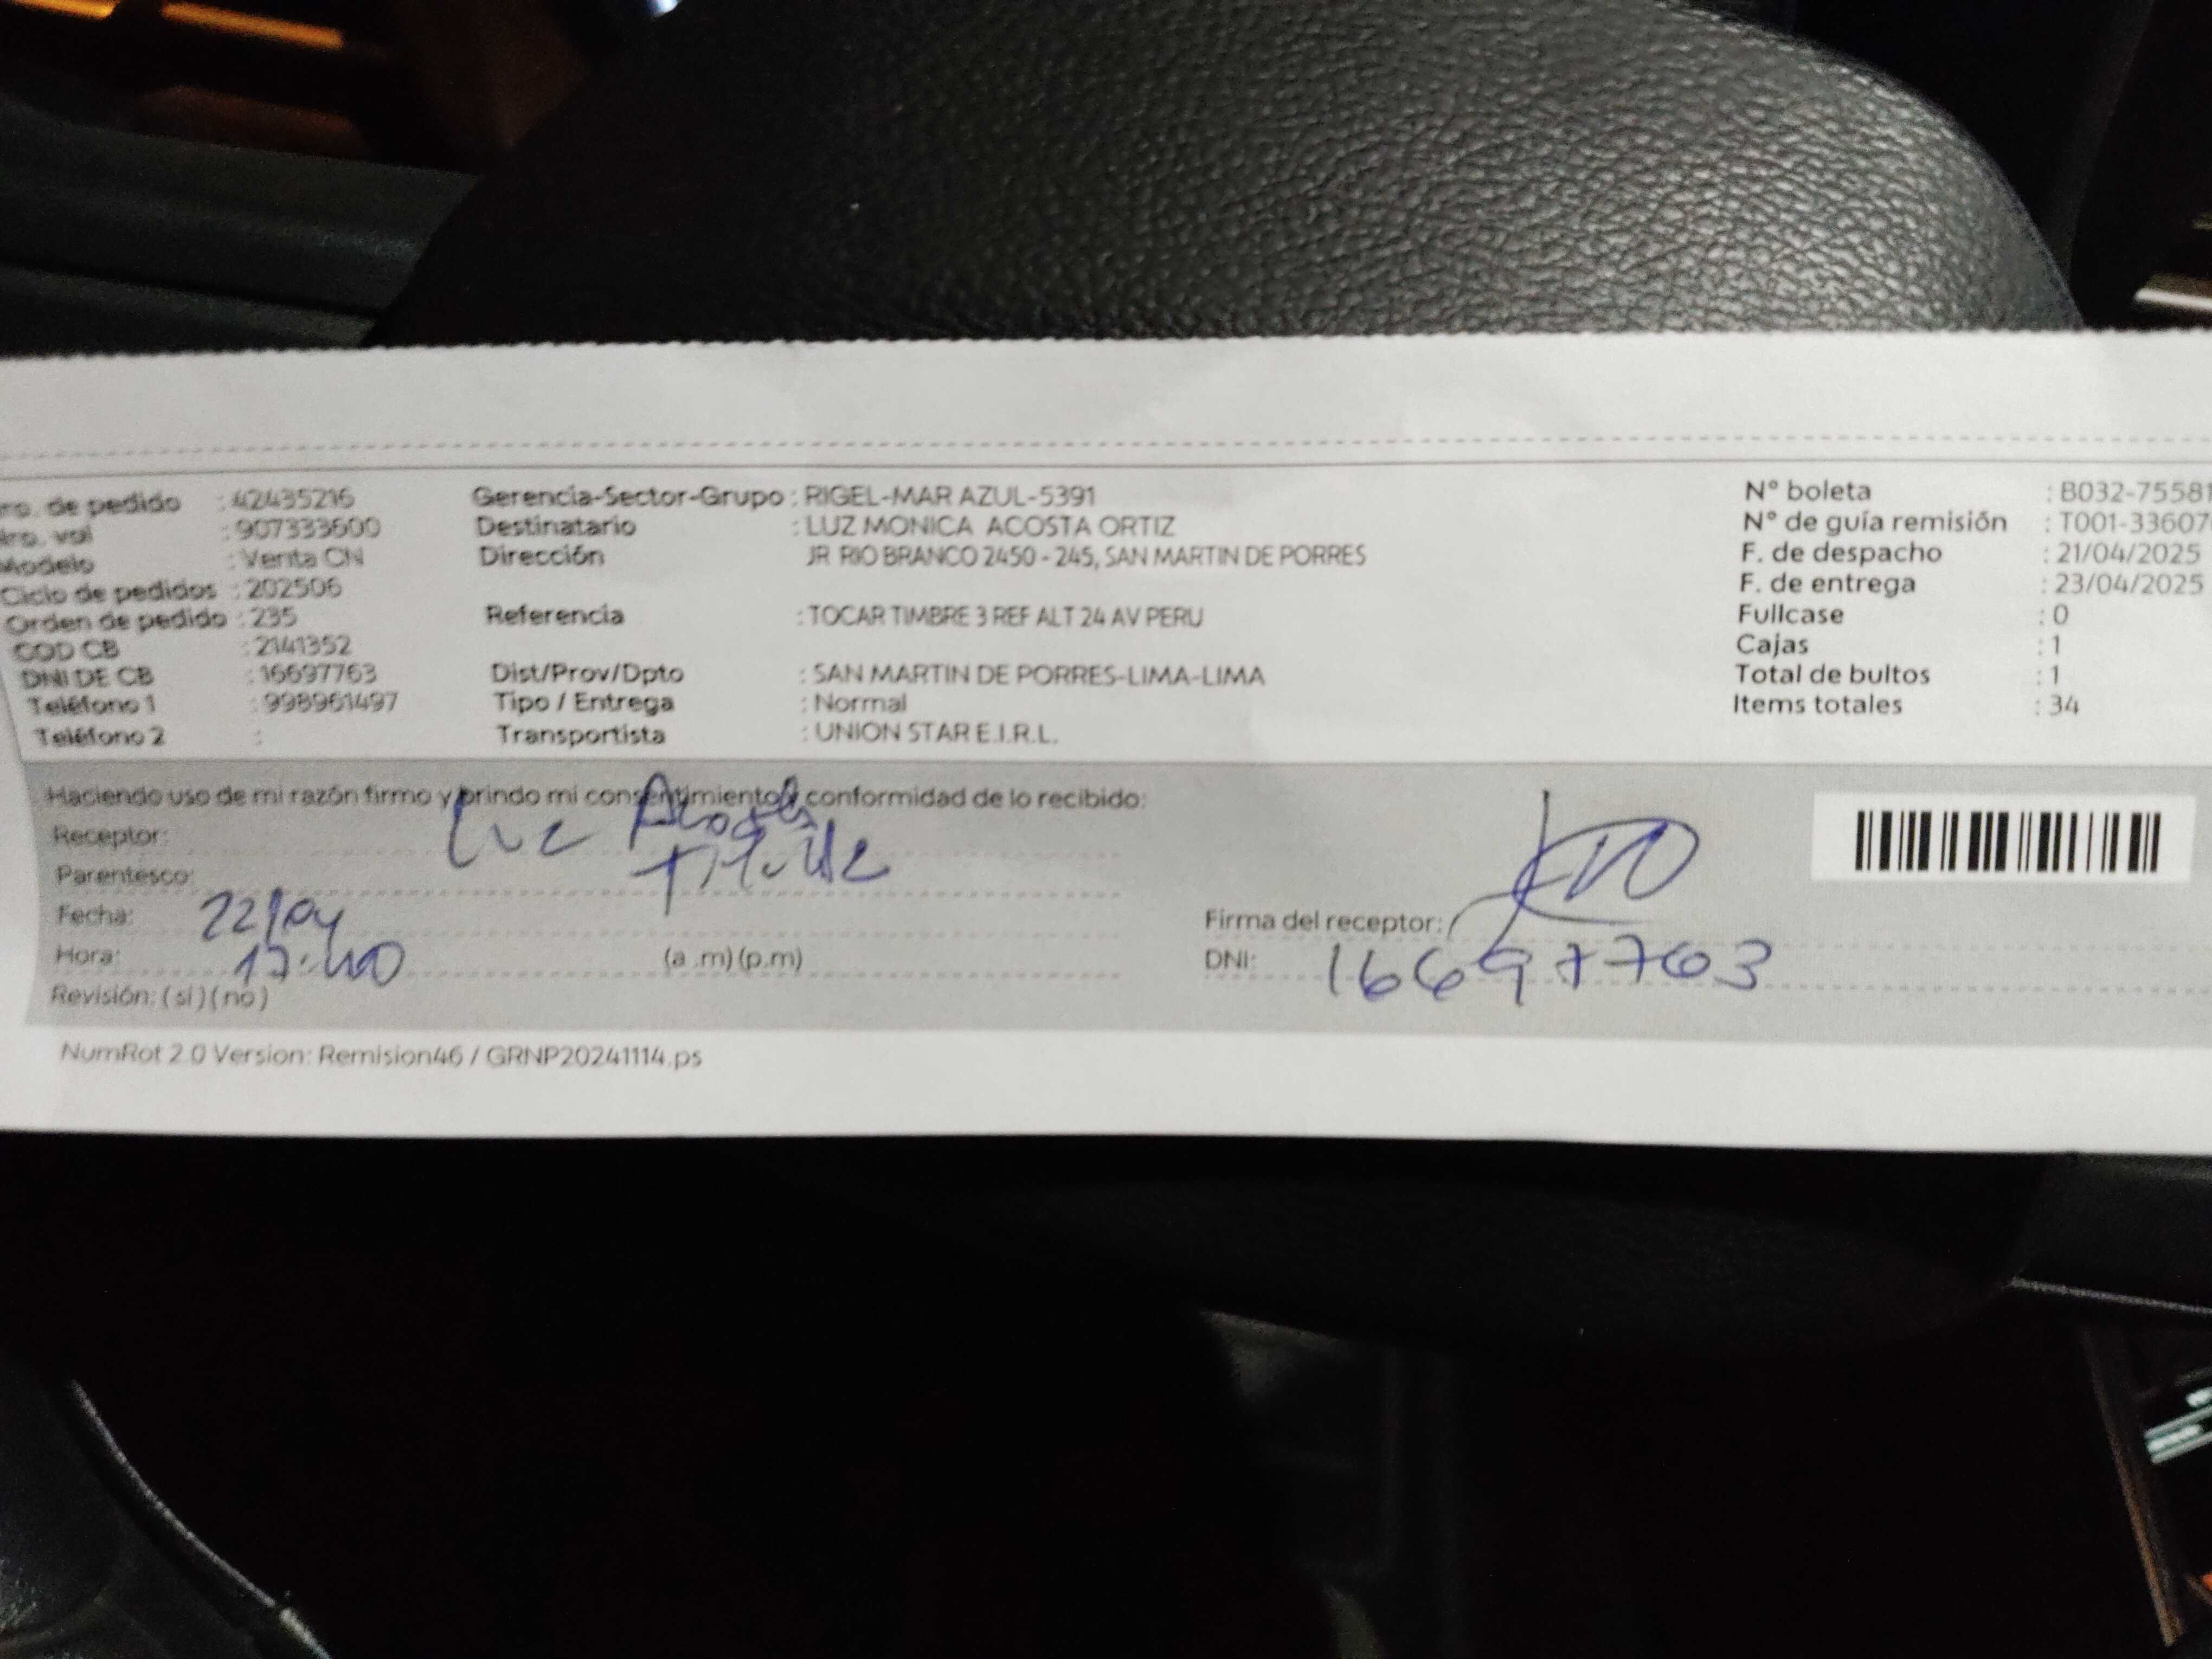 ro. de pedido : 42435216
Nro. vol : 907333600
Modelo : Venta CN
Ciclo de pedidos : 202506
Orden de pedido : 235
COD CB : 2141352
DNI DE CB : 16697763
Teléfono 1 : 998961497
Teléfono 2 :
Gerencia-Sector-Grupo : RIGEL-MAR AZUL-5391
Destinatario : LUZ MONICA ACOSTA ORTIZ
Dirección JR RIO BRANCO 2450 - 245, SAN MARTIN DE PORRES
Referencia : TOCAR TIMBRE 3 REF ALT 24 AV PERU
Dist/Prov/Dpto : SAN MARTIN DE PORRES-LIMA-LIMA
Tipo / Entrega : Normal
Transportista : UNION STAR E.I.R.L.
Nº boleta : B032-75581
Nº de guía remisión : T001-33607
F. de despacho : 21/04/2025
F. de entrega : 23/04/2025
Fullcase : 0
Cajas : 1
Total de bultos : 1
Items totales : 34
Haciendo uso de mi razón firmo y brindo mi consentimiento y conformidad de lo recibido:
Receptor: Luz Acosta
Parentesco: Titular
Fecha: 22/04
Hora: 17:40 (a .m) (p.m)
Revisión: ( si ) ( no )
Firma del receptor:
DNI: 16697763
NumRot 2.0 Version: Remision46 / GRNP20241114.ps